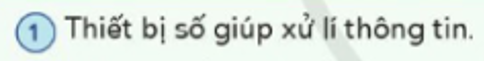 1 Thiết bị số giúp xử lí thông tin.